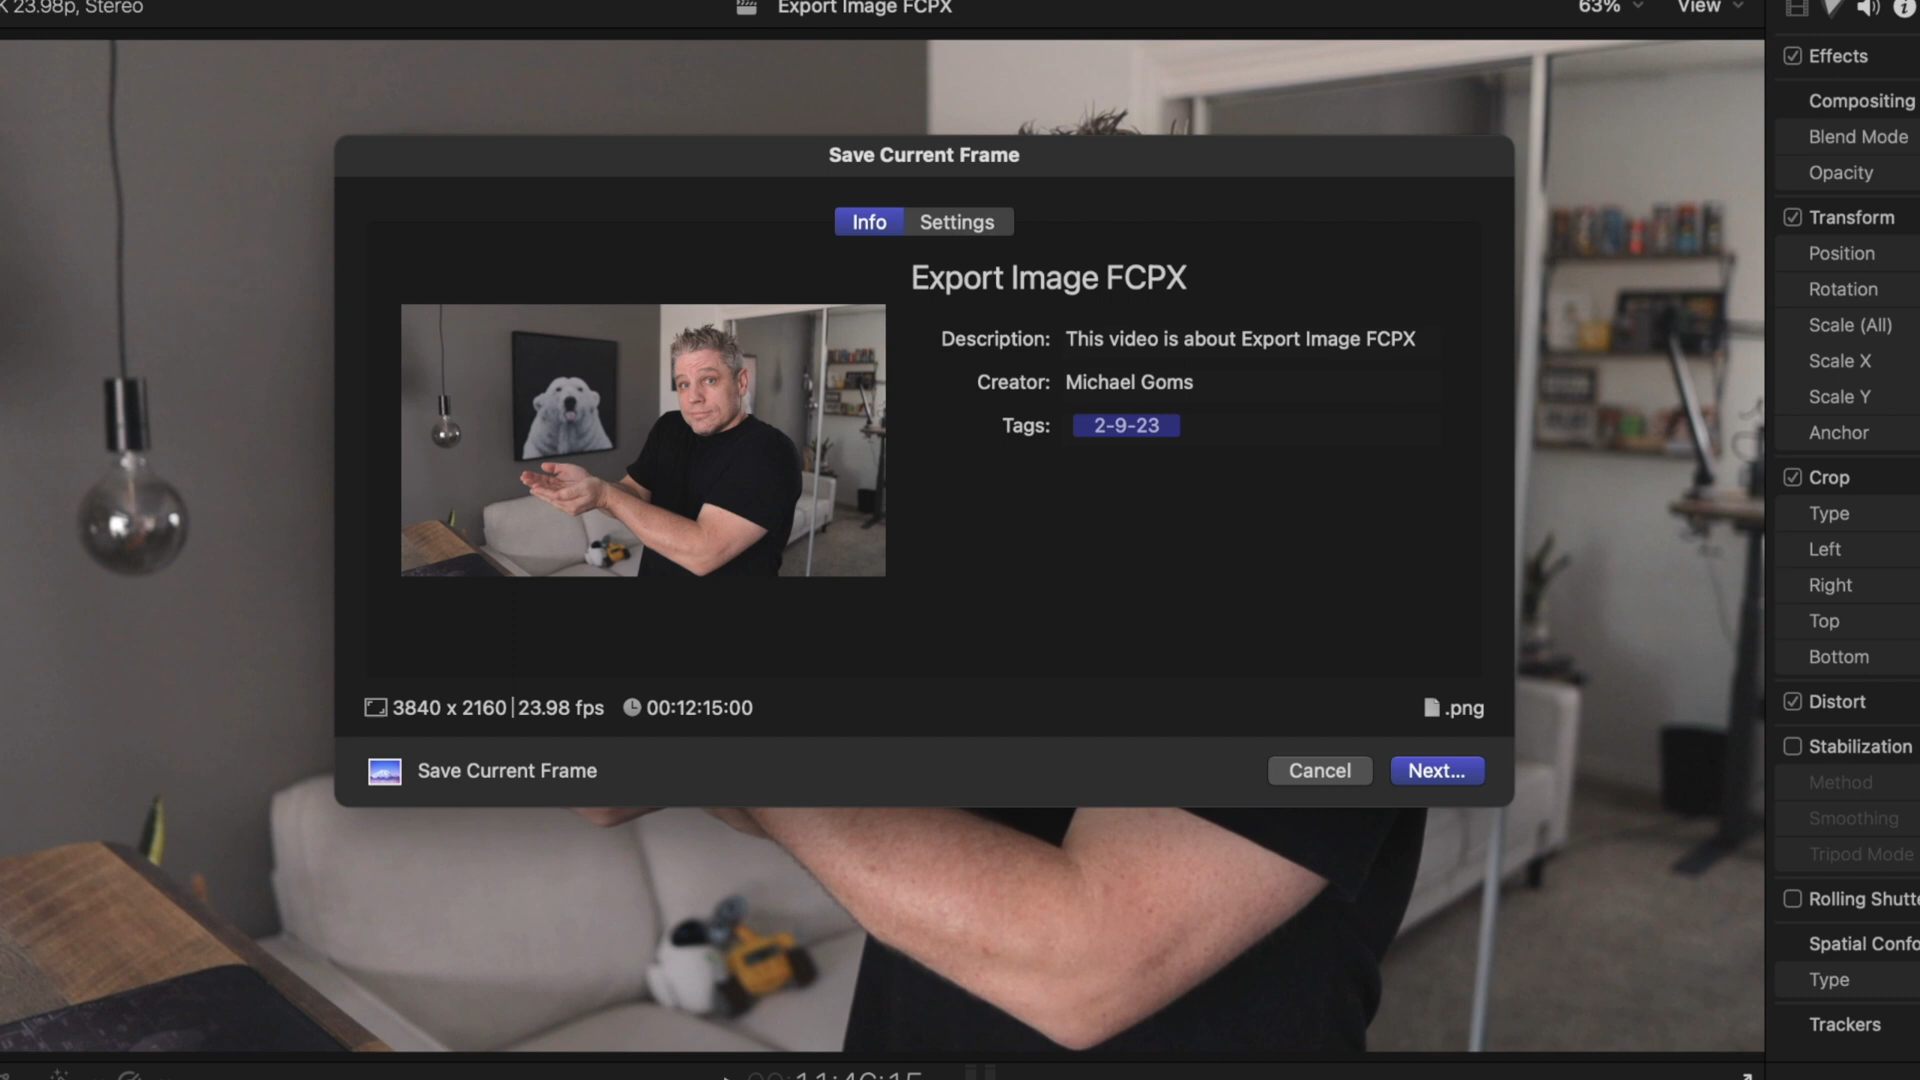 K 23.98p, Stereo
Export Image FCPX
63%
View
Save Current Frame
Info
Settings
Export Image FCPX
Description: This video is about Export Image FCPX
Creator: Michael Goms
Tags: 2-9-23
3840 x 2160|23.98 fps
00:12:15:00
.png
Save Current Frame
Cancel
Next...
Effects
Compositing
Blend Mode
Opacity
Transform
Position
Rotation
Scale (All)
Scale X
Scale Y
Anchor
Crop
Type
Left
Right
Top
Bottom
Distort
Stabilization
Method
Smoothing
Tripod Mode
Rolling Shutte
Spatial Confo
Type
Trackers